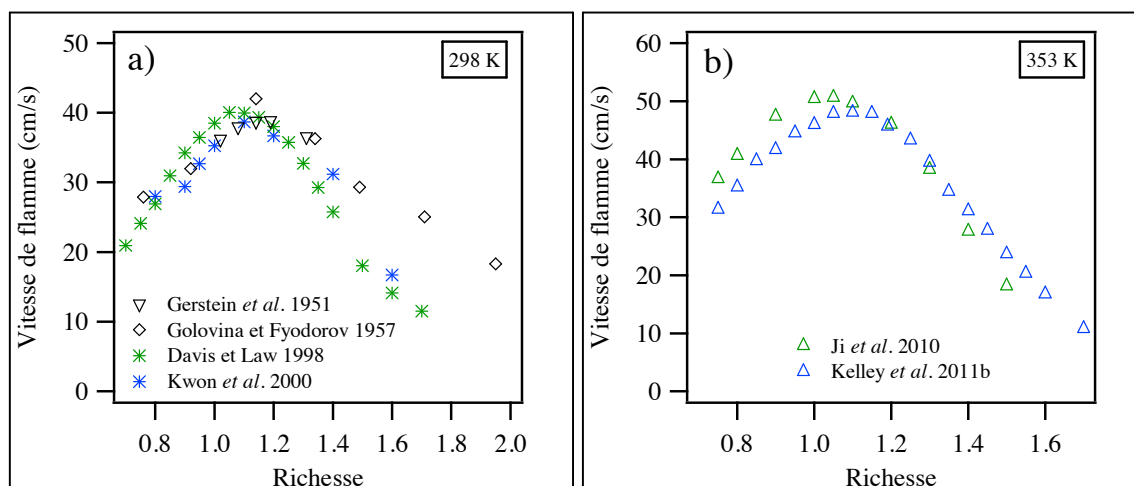 a)
298 K
50
40
30
20
10
0
Vitesse de flamme (cm/s)
Gerstein et al. 1951
Golovina et Fyodorov 1957
Davis et Law 1998
Kwon et al. 2000
0.8 1.0 1.2 1.4 1.6 1.8 2.0
Richesse
b)
353 K
60
50
40
30
20
10
0
Vitesse de flamme (cm/s)
Ji et al. 2010
Kelley et al. 2011b
0.8 1.0 1.2 1.4 1.6
Richesse